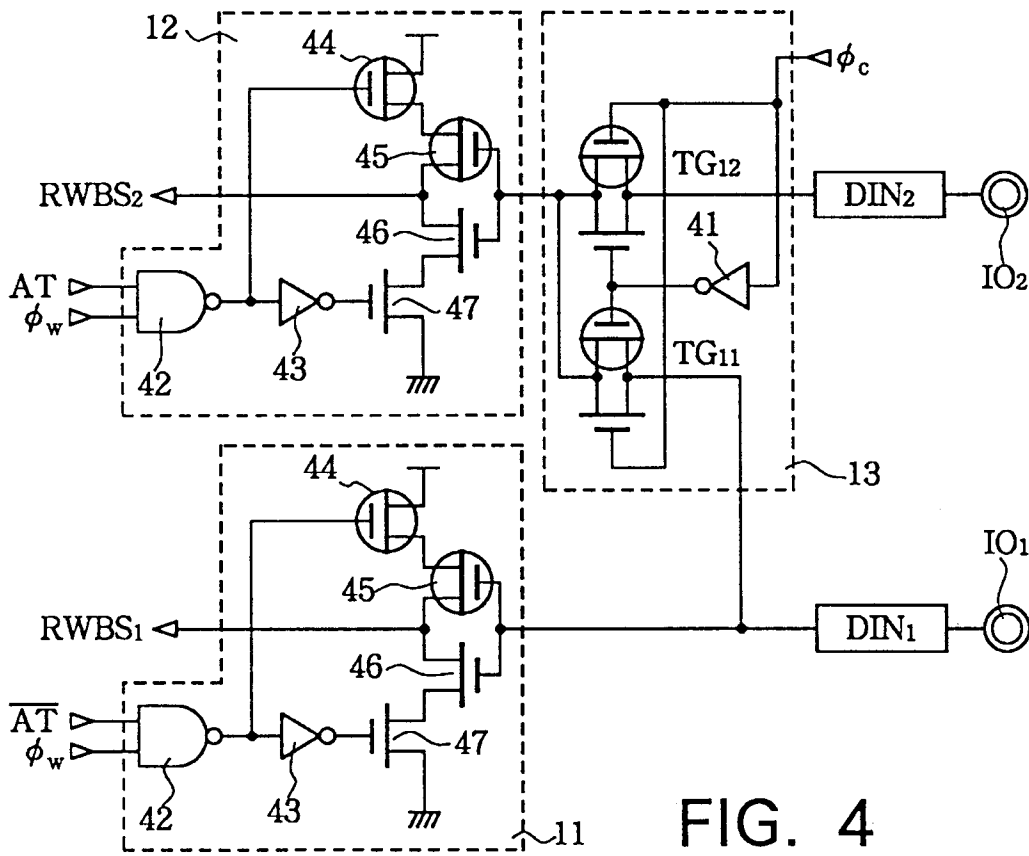 12
44
φc
45
TG12
RWBS2
DIN2
46
41
IO2
AT
φw
47
42
43
TG11
13
44
IO1
45
RWBS1
DIN1
46
A̅T̅
φw
47
42
43
11
FIG. 4